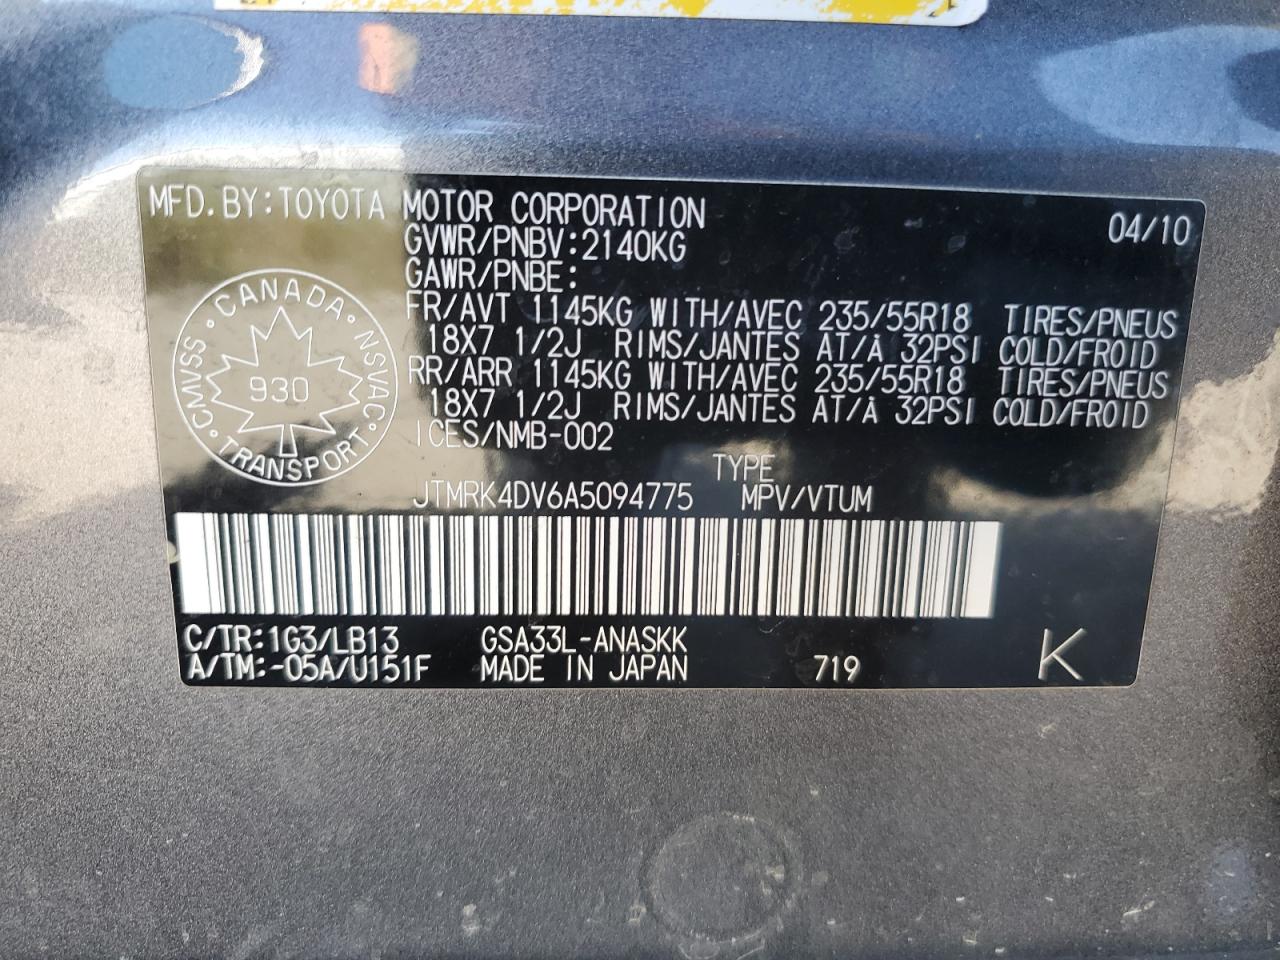 MFD. BY: TOYOTA MOTOR CORPORATION 04/10
GVWR/PNBV: 2140KG
GAWR/PNBE:
FR/AVT 1145KG WITH/AVEC 235/55R18 TIRES/PNEUS
18X7 1/2J RIMS/JANTES AT/À 32PSI COLD/FROID
RR/ARR 1145KG WITH/AVEC 235/55R18 TIRES/PNEUS
18X7 1/2J RIMS/JANTES AT/À 32PSI COLD/FROID
ICES/NMB-002
CANADA
CMVSS NSVAC
930
TRANSPORT
TYPE
JTMRK4DV6A5094775 MPV/VTUM
C/TR: 1G3/LB13 GSA33L-ANASKK
A/TM: -05A/U151F MADE IN JAPAN 719 K